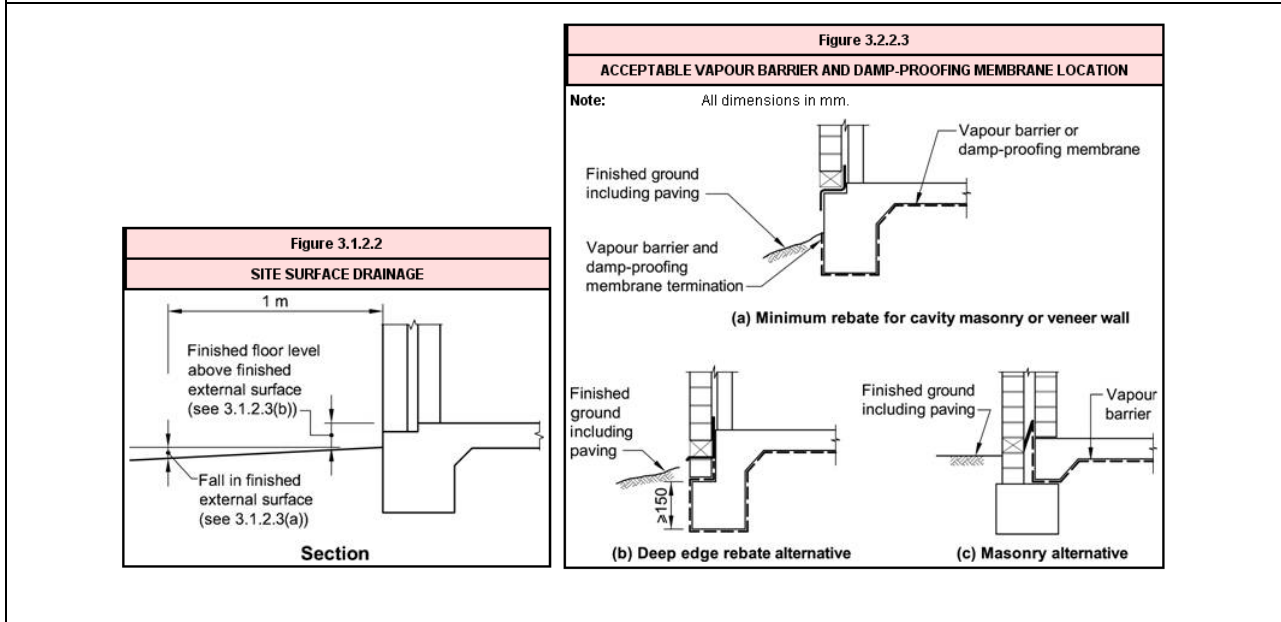 Figure 3.1.2.2
SITE SURFACE DRAINAGE
1 m
Finished floor level
above finished
external surface
(see 3.1.2.3(b))
Fall in finished
external surface
(see 3.1.2.3(a))
Section
Figure 3.2.2.3
ACCEPTABLE VAPOUR BARRIER AND DAMP-PROOFING MEMBRANE LOCATION
Note: All dimensions in mm.
Vapour barrier or
damp-proofing membrane
Finished ground
including paving
Vapour barrier and
damp-proofing
membrane termination
(a) Minimum rebate for cavity masonry or veneer wall
Finished
ground
including
paving
≥150
(b) Deep edge rebate alternative
Finished ground
including paving
Vapour
barrier
(c) Masonry alternative